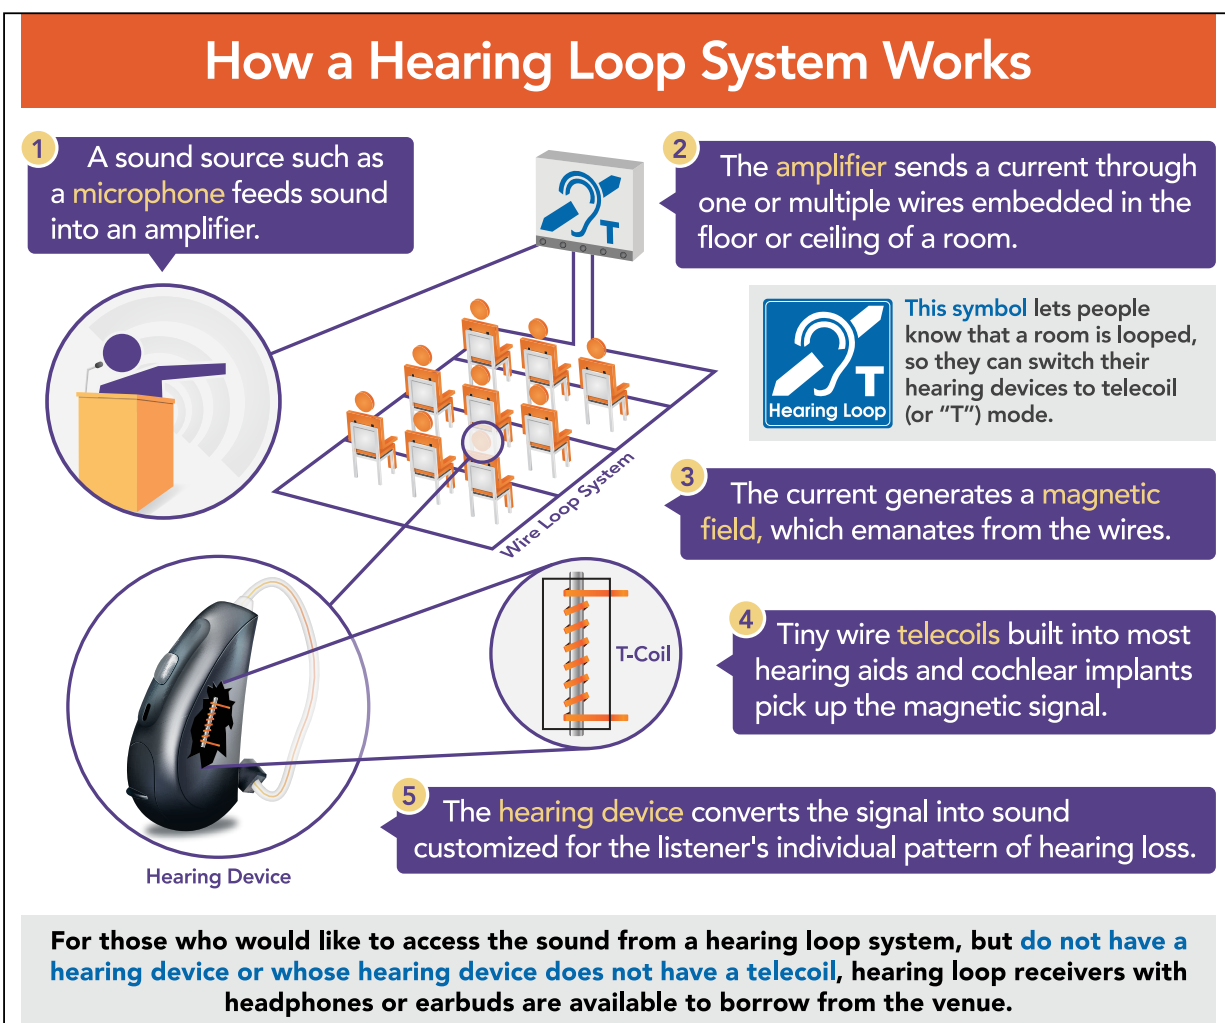 How a Hearing Loop System Works
1
A sound source such as
a microphone feeds sound
into an amplifier.
T
2
The amplifier sends a current through
one or multiple wires embedded in the
floor or ceiling of a room.
T
Hearing Loop
This symbol lets people
know that a room is looped,
so they can switch their
hearing devices to telecoil
(or “T”) mode.
Wire Loop System
3
The current generates a magnetic
field, which emanates from the wires.
T-Coil
4
Tiny wire telecoils built into most
hearing aids and cochlear implants
pick up the magnetic signal.
5
The hearing device converts the signal into sound
customized for the listener's individual pattern of hearing loss.
Hearing Device
For those who would like to access the sound from a hearing loop system, but do not have a
hearing device or whose hearing device does not have a telecoil, hearing loop receivers with
headphones or earbuds are available to borrow from the venue.